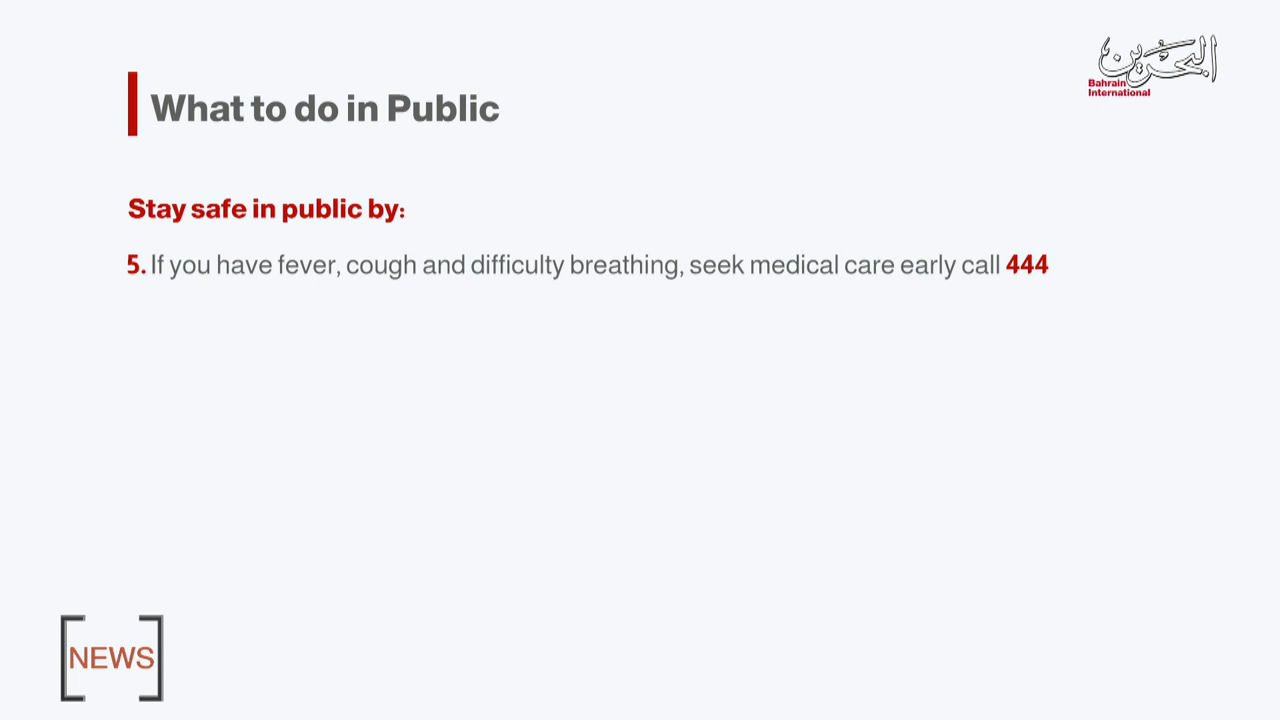 البحرين
Bahrain
International
What to do in Public
Stay safe in public by:
5. If you have fever, cough and difficulty breathing, seek medical care early call 444
NEWS